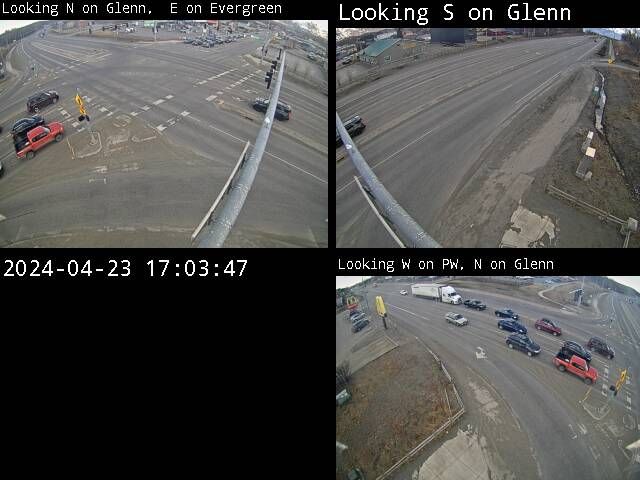 Looking N on Glenn,  E on Evergreen
Looking S on Glenn
2024-04-23 17:03:47
Looking W on PW, N on Glenn